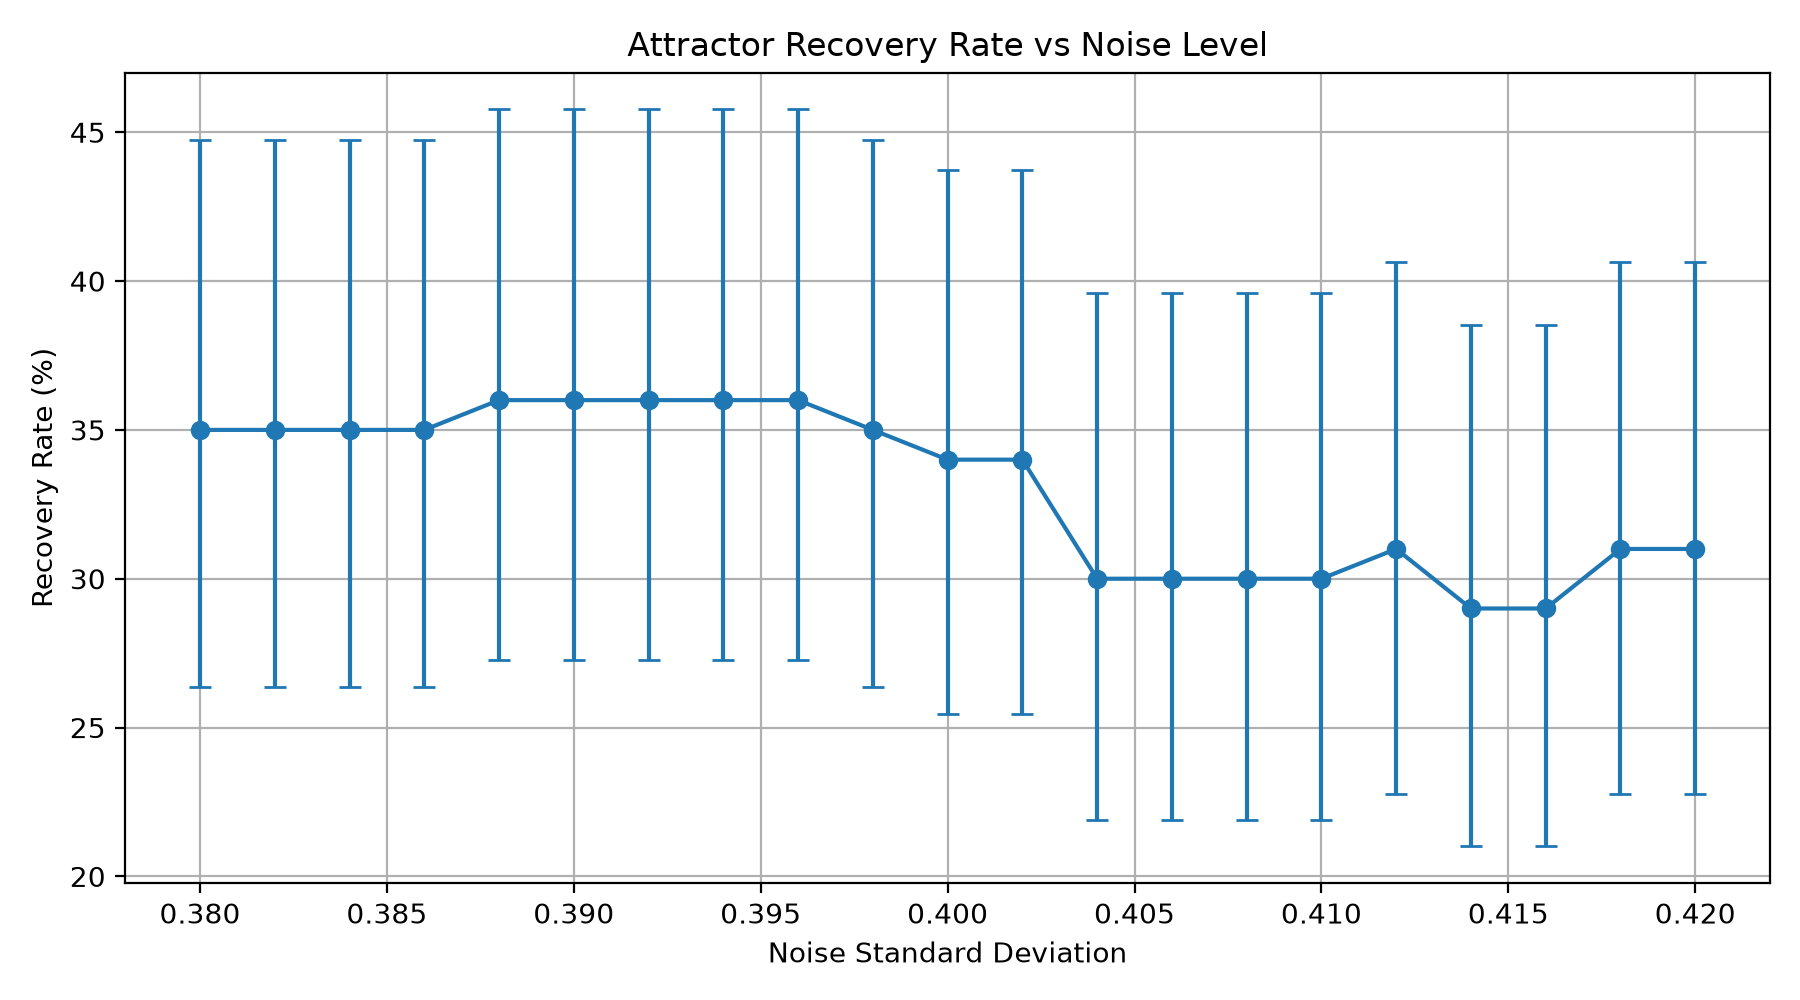 Attractor Recovery Rate vs Noise Level
Recovery Rate (%)
45
40
35
30
25
20
0.380 0.385 0.390 0.395 0.400 0.405 0.410 0.415 0.420
Noise Standard Deviation